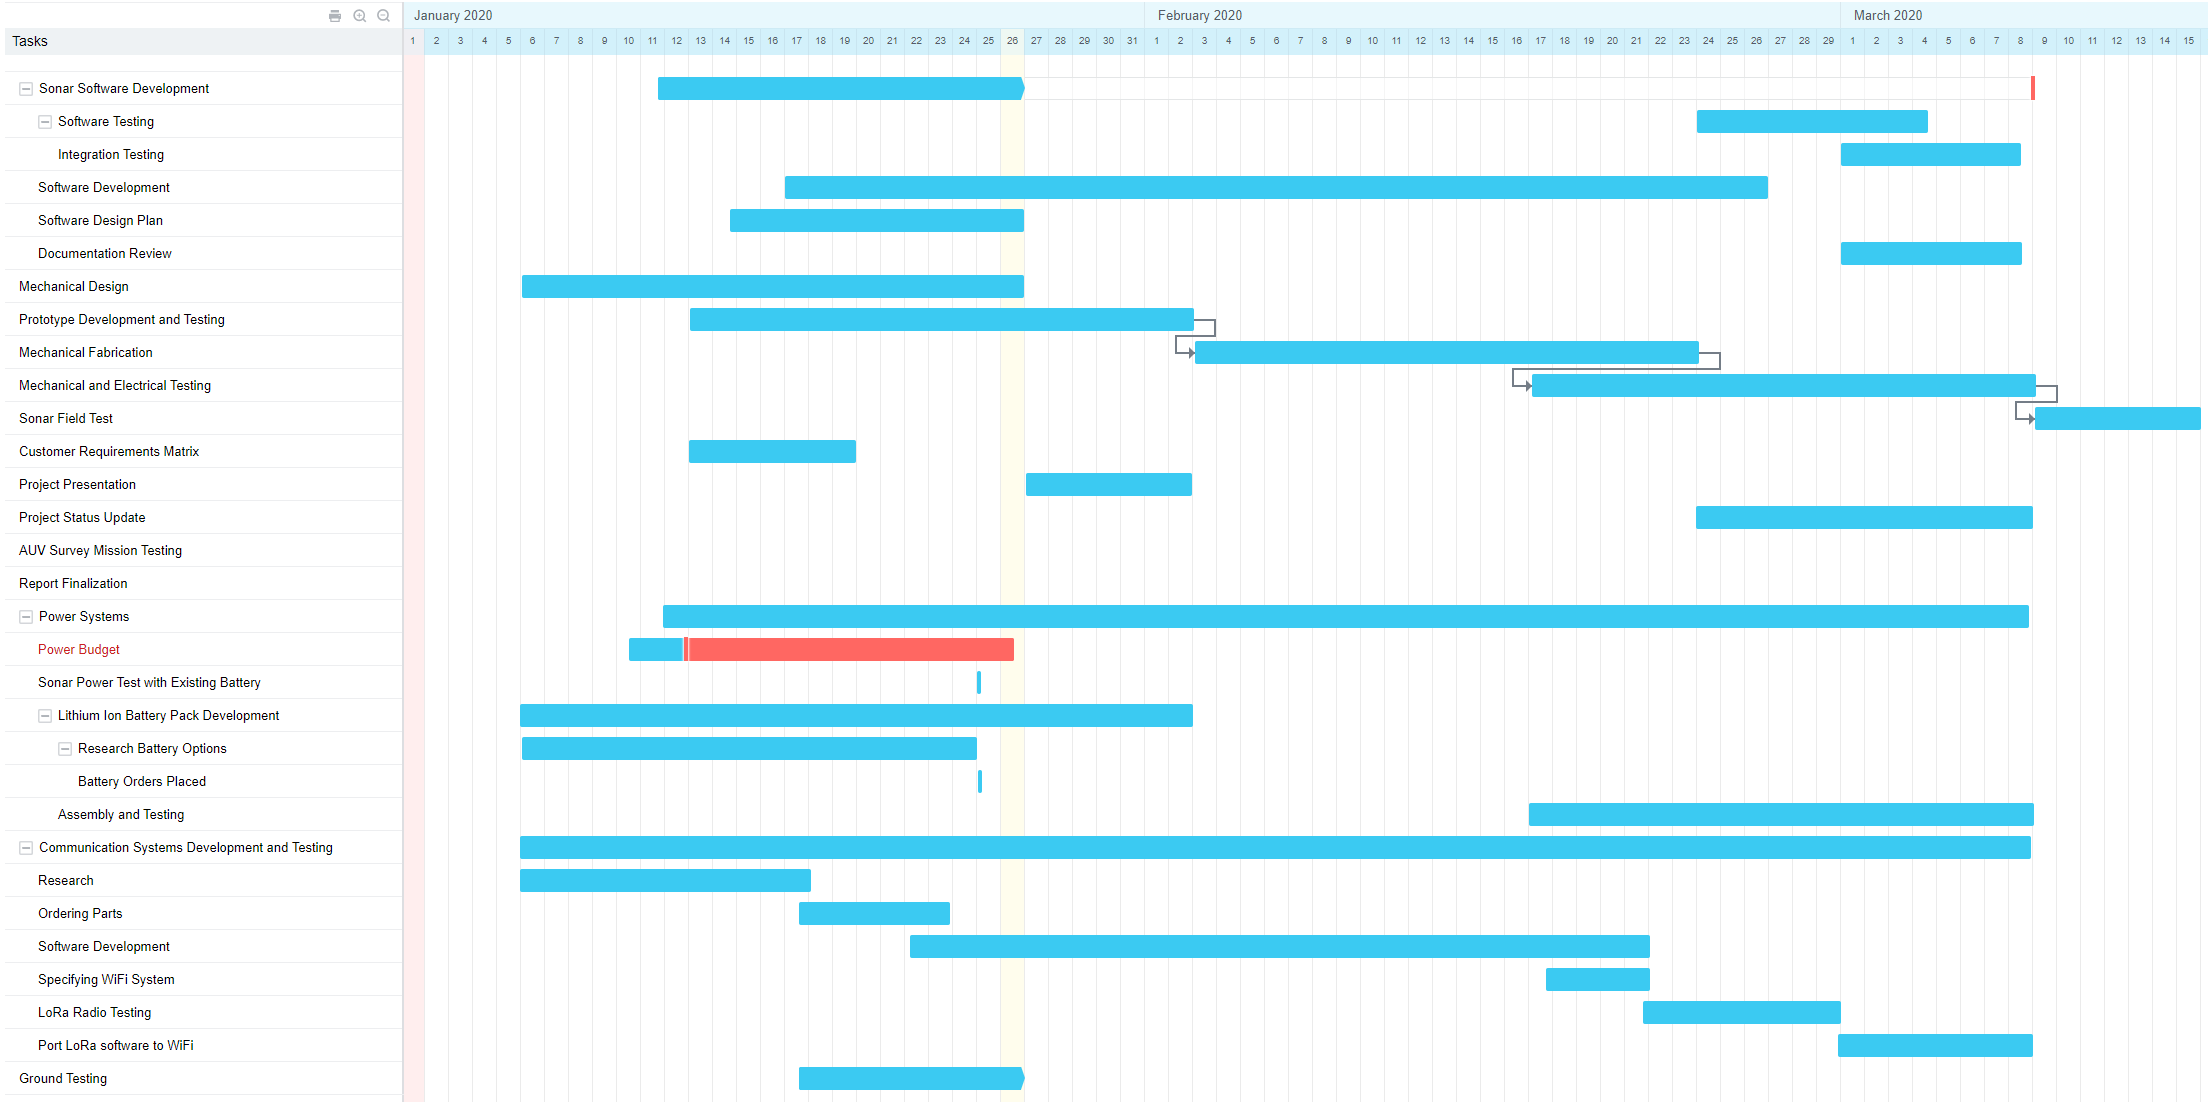 January 2020 February 2020 March 2020
Tasks 1 2 3 4 5 6 7 8 9 10 11 12 13 14 15 16 17 18 19 20 21 22 23 24 25 26 27 28 29 30 31 1 2 3 4 5 6 7 8 9 10 11 12 13 14 15 16 17 18 19 20 21 22 23 24 25 26 27 28 29 1 2 3 4 5 6 7 8 9 10 11 12 13 14 15
Sonar Software Development
Software Testing
Integration Testing
Software Development
Software Design Plan
Documentation Review
Mechanical Design
Prototype Development and Testing
Mechanical Fabrication
Mechanical and Electrical Testing
Sonar Field Test
Customer Requirements Matrix
Project Presentation
Project Status Update
AUV Survey Mission Testing
Report Finalization
Power Systems
Power Budget
Sonar Power Test with Existing Battery
Lithium Ion Battery Pack Development
Research Battery Options
Battery Orders Placed
Assembly and Testing
Communication Systems Development and Testing
Research
Ordering Parts
Software Development
Specifying WiFi System
LoRa Radio Testing
Port LoRa software to WiFi
Ground Testing